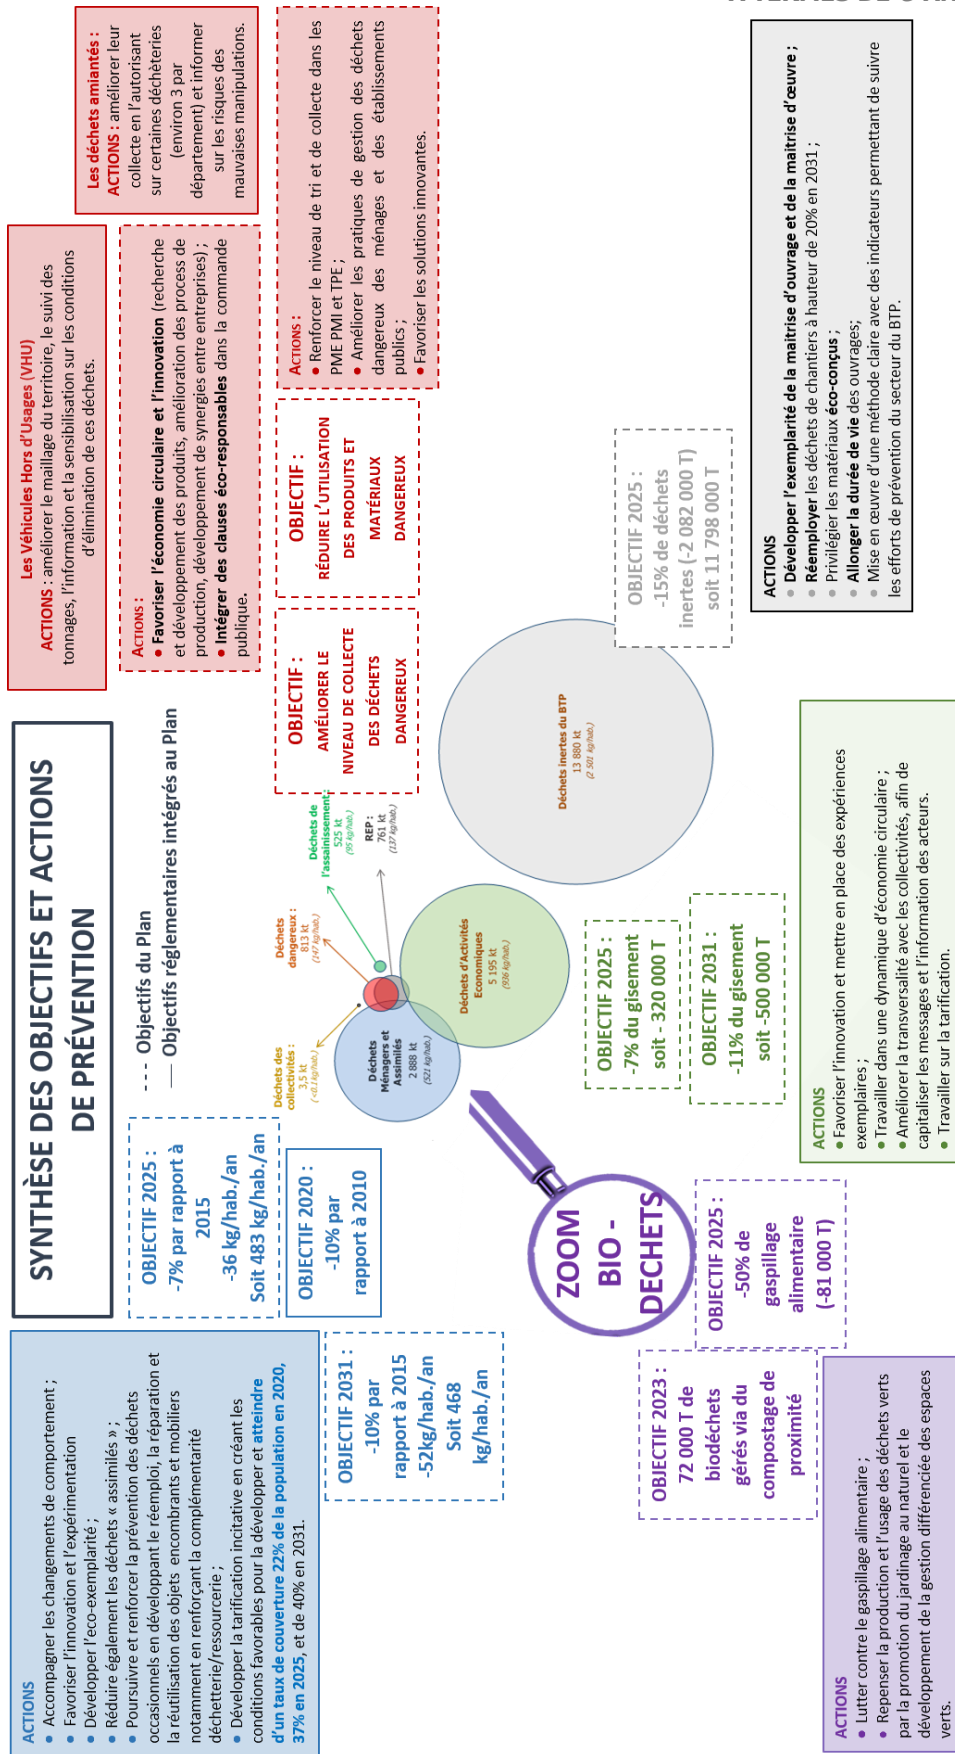 SYNTHÈSE DES OBJECTIFS ET ACTIONS
DE PRÉVENTION
--- Objectifs du Plan
— Objectifs réglementaires intégrés au Plan
ACTIONS
• Accompagner les changements de comportement ;
• Favoriser l'innovation et l'expérimentation
• Développer l'eco-exemplarité ;
• Réduire également les déchets « assimilés » ;
• Poursuivre et renforcer la prévention des déchets
occasionnels en développant le réemploi, la réparation et
la réutilisation des objets encombrants et mobiliers
notamment en renforçant la complémentarité
déchetterie/ressourcerie ;
• Développer la tarification incitative en créant les
conditions favorables pour la développer et atteindre
d'un taux de couverture 22% de la population en 2020,
37% en 2025, et de 40% en 2031.
OBJECTIF 2025 :
-7% par rapport à
2015
-36 kg/hab./an
Soit 483 kg/hab./an
OBJECTIF 2020 :
-10% par
rapport à 2010
OBJECTIF 2031 :
-10% par
rapport à 2015
-52kg/hab./an
Soit 468
kg/hab./an
Les Véhicules Hors d'Usages (VHU)
ACTIONS : améliorer le maillage du territoire, le suivi des
tonnages, l'information et la sensibilisation sur les conditions
d'élimination de ces déchets.
Les déchets amiantés :
ACTIONS : améliorer leur
collecte en l'autorisant
sur certaines déchèteries
(environ 3 par
département) et informer
sur les risques des
mauvaises manipulations.
ACTIONS :
• Favoriser l'économie circulaire et l'innovation (recherche
et développement des produits, amélioration des process de
production, développement de synergies entre entreprises) ;
• Intégrer des clauses éco-responsables dans la commande
publique.
ACTIONS :
• Renforcer le niveau de tri et de collecte dans les
PME PMI et TPE ;
• Améliorer les pratiques de gestion des déchets
dangereux des ménages et des établissements
publics ;
• Favoriser les solutions innovantes.
OBJECTIF :
AMÉLIORER LE
NIVEAU DE COLLECTE
DES DÉCHETS
DANGEREUX
OBJECTIF :
RÉDUIRE L'UTILISATION
DES PRODUITS ET
MATÉRIAUX
DANGEREUX
Déchets des
collectivités :
3,5 kt
(<0,1 kg/hab.)
Déchets
dangereux :
813 kt
(147 kg/hab.)
Déchets de
l'assainissement :
525 kt
(95 kg/hab.)
REP :
761 kt
(137 kg/hab.)
Déchets
Ménagers et
Assimilés
2 888 kt
(521 kg/hab.)
Déchets d'Activités
Economiques
5 195 kt
(936 kg/hab.)
Déchets inertes du BTP
13 880 kt
(2 501 kg/hab.)
ZOOM
BIO -
DECHETS
OBJECTIF 2025 :
-7% du gisement
soit - 320 000 T
OBJECTIF 2031 :
-11% du gisement
soit -500 000T
OBJECTIF 2025 :
-15% de déchets
inertes (-2 082 000 T)
soit 11 798 000 T
OBJECTIF 2023 :
72 000 T de
biodéchets
gérés via du
compostage de
proximité
OBJECTIF 2025 :
-50% de
gaspillage
alimentaire
(-81 000 T)
ACTIONS
• Lutter contre le gaspillage alimentaire ;
• Repenser la production et l'usage des déchets verts
par la promotion du jardinage au naturel et le
développement de la gestion différenciée des espaces
verts.
ACTIONS
• Favoriser l'innovation et mettre en place des expériences
exemplaires ;
• Travailler dans une dynamique d'économie circulaire ;
• Améliorer la transversalité avec les collectivités, afin de
capitaliser les messages et l'information des acteurs.
• Travailler sur la tarification.
ACTIONS
• Développer l'exemplarité de la maitrise d'ouvrage et de la maitrise d'œuvre ;
• Réemployer les déchets de chantiers à hauteur de 20% en 2031 ;
• Privilégier les matériaux éco-conçus ;
• Allonger la durée de vie des ouvrages;
• Mise en œuvre d'une méthode claire avec des indicateurs permettant de suivre
les efforts de prévention du secteur du BTP.